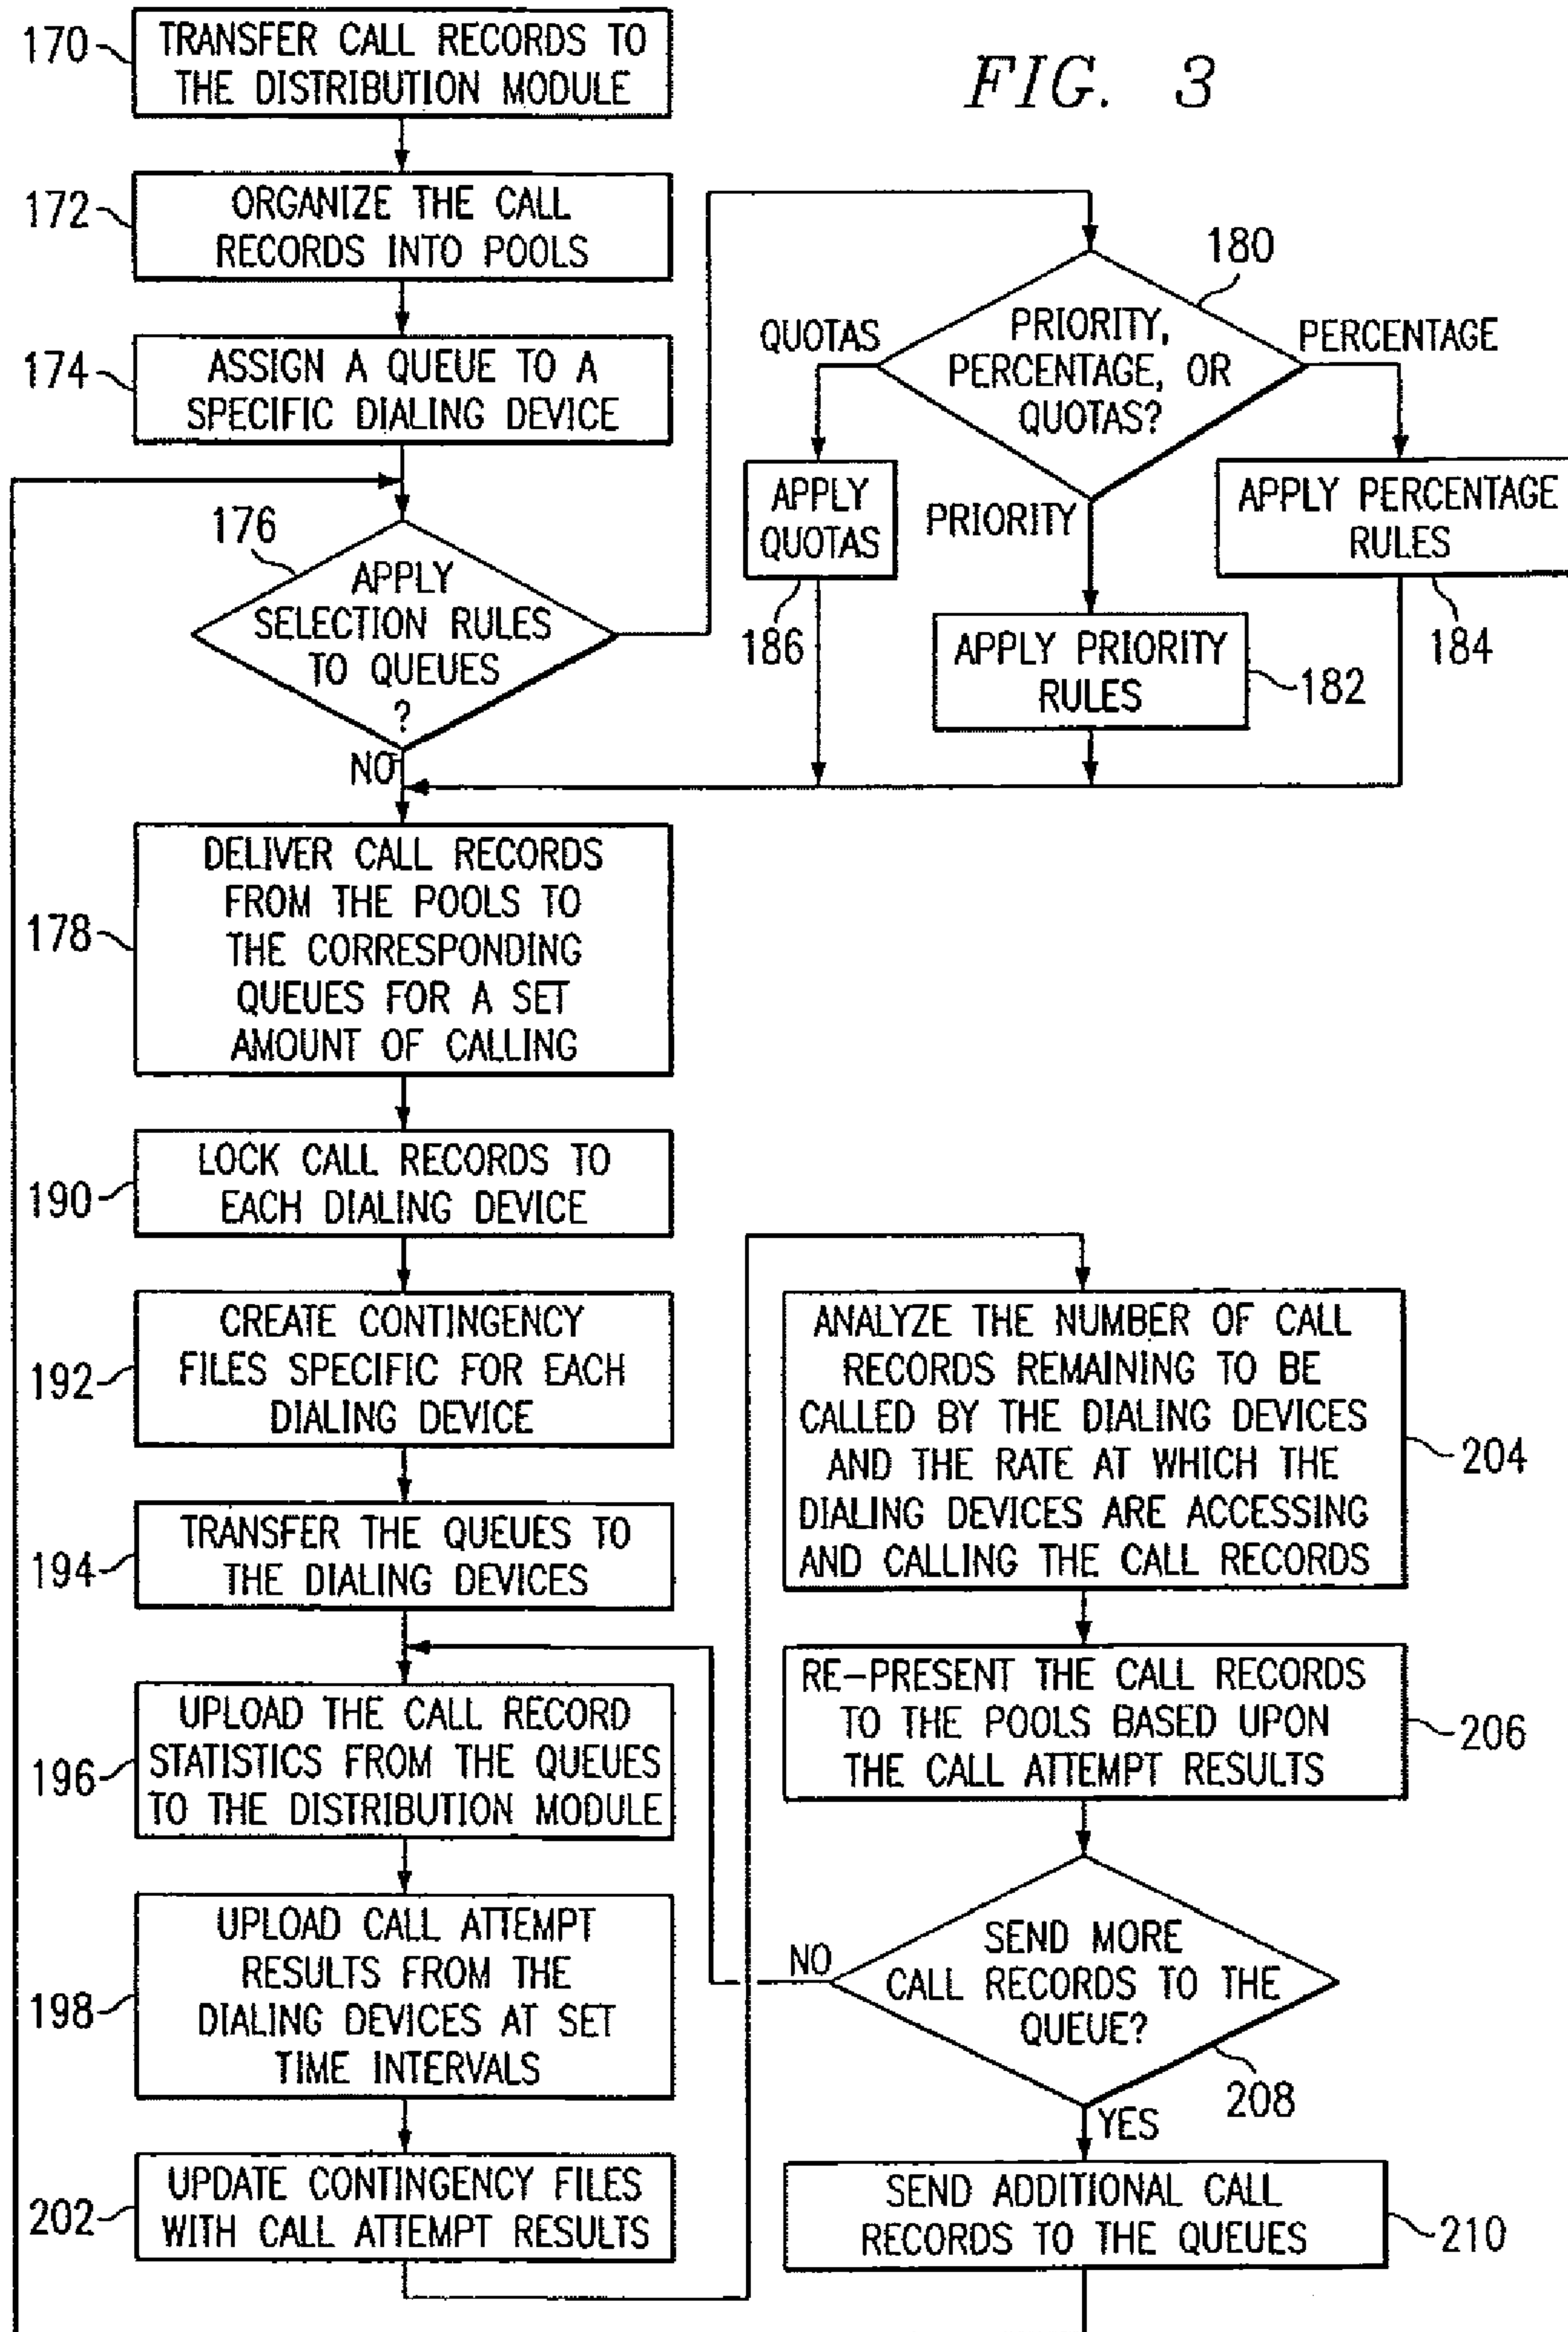 FIG. 3
170
TRANSFER CALL RECORDS TO
THE DISTRIBUTION MODULE
172
ORGANIZE THE CALL
RECORDS INTO POOLS
174
ASSIGN A QUEUE TO A
SPECIFIC DIALING DEVICE
176
APPLY
SELECTION RULES
TO QUEUES
?
NO
180
PRIORITY,
PERCENTAGE, OR
QUOTAS?
QUOTAS
PERCENTAGE
PRIORITY
APPLY
QUOTAS
186
APPLY PRIORITY
RULES
182
APPLY PERCENTAGE
RULES
184
178
DELIVER CALL RECORDS
FROM THE POOLS TO
THE CORRESPONDING
QUEUES FOR A SET
AMOUNT OF CALLING
190
LOCK CALL RECORDS TO
EACH DIALING DEVICE
192
CREATE CONTINGENCY
FILES SPECIFIC FOR EACH
DIALING DEVICE
194
TRANSFER THE QUEUES TO
THE DIALING DEVICES
196
UPLOAD THE CALL RECORD
STATISTICS FROM THE QUEUES
TO THE DISTRIBUTION MODULE
198
UPLOAD CALL ATTEMPT
RESULTS FROM THE
DIALING DEVICES AT SET
TIME INTERVALS
202
UPDATE CONTINGENCY FILES
WITH CALL ATTEMPT RESULTS
ANALYZE THE NUMBER OF CALL
RECORDS REMAINING TO BE
CALLED BY THE DIALING DEVICES
AND THE RATE AT WHICH THE
DIALING DEVICES ARE ACCESSING
AND CALLING THE CALL RECORDS
204
RE-PRESENT THE CALL RECORDS
TO THE POOLS BASED UPON
THE CALL ATTEMPT RESULTS
206
SEND MORE
CALL RECORDS TO THE
QUEUE?
NO
208
YES
SEND ADDITIONAL CALL
RECORDS TO THE QUEUES
210